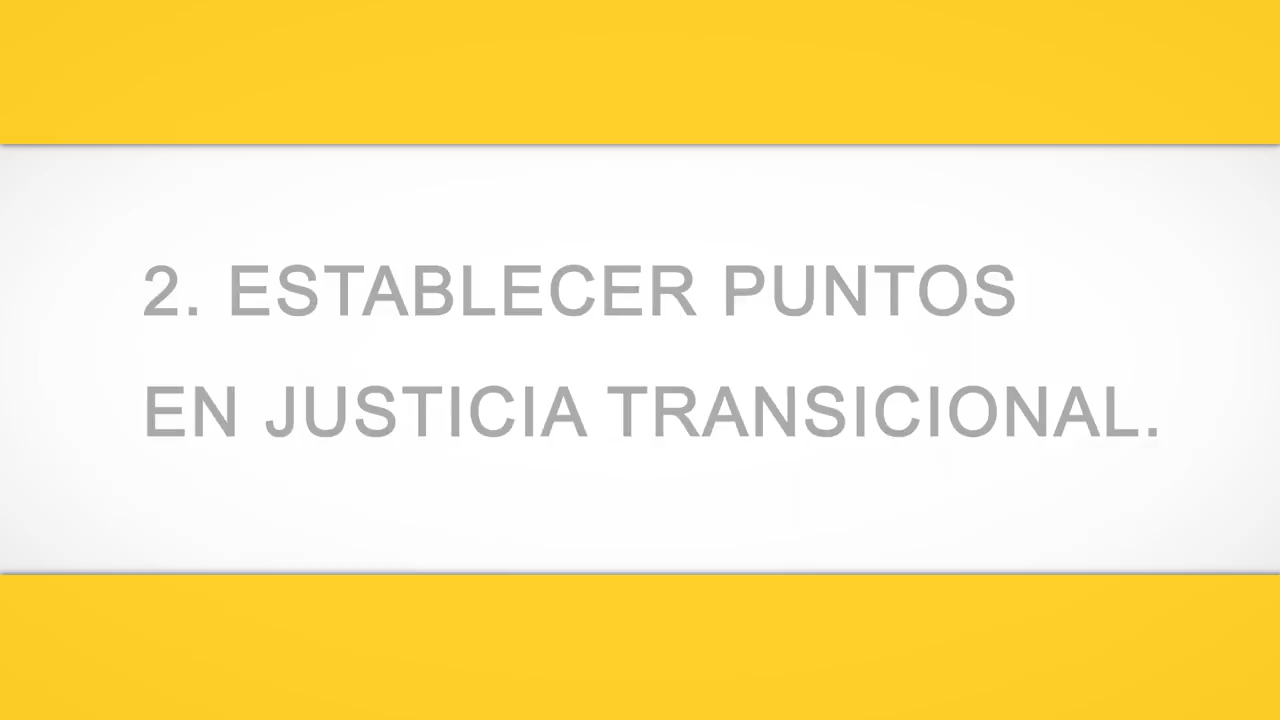 2. ESTABLECER PUNTOS
EN JUSTICIA TRANSICIONAL.